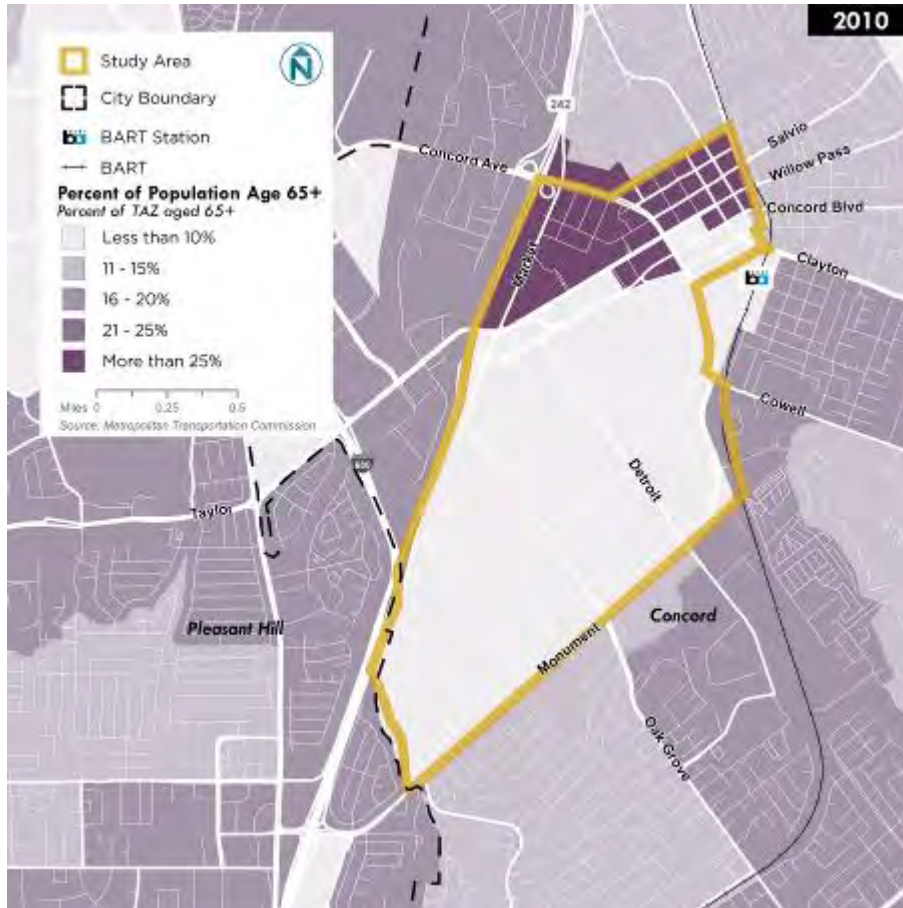 2010
Study Area
City Boundary
BART Station
BART
Percent of Population Age 65+
Percent of TAZ aged 65+
Less than 10%
11 - 15%
16 - 20%
21 - 25%
More than 25%
Miles 0 0.25 0.5
Source: Metropolitan Transportation Commission
N
242
Concord Ave
Salvio
Willow Pass
Concord Blvd
Clayton
Market
Cowell
Detroit
Taylor
Pleasant Hill
Concord
Monument
Oak Grove